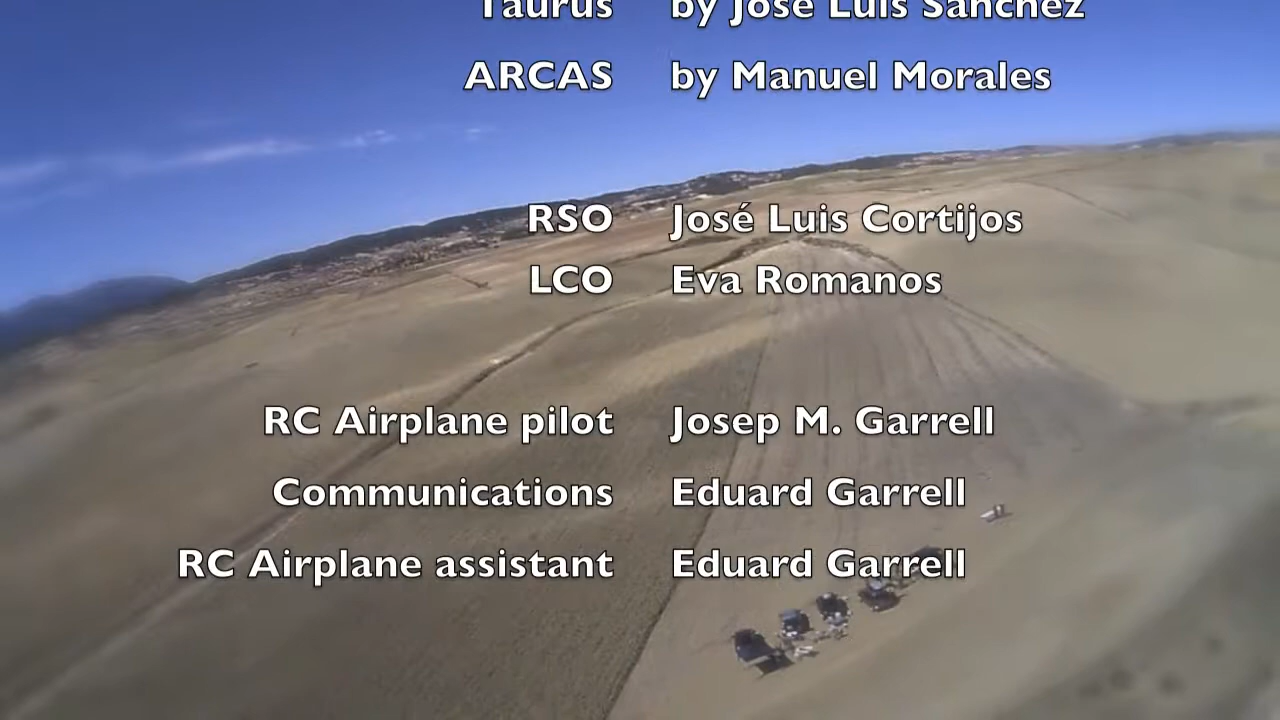 Taurus by José Luis Sánchez
ARCAS by Manuel Morales
RSO José Luis Cortijos
LCO Eva Romanos
RC Airplane pilot Josep M. Garrell
Communications Eduard Garrell
RC Airplane assistant Eduard Garrell